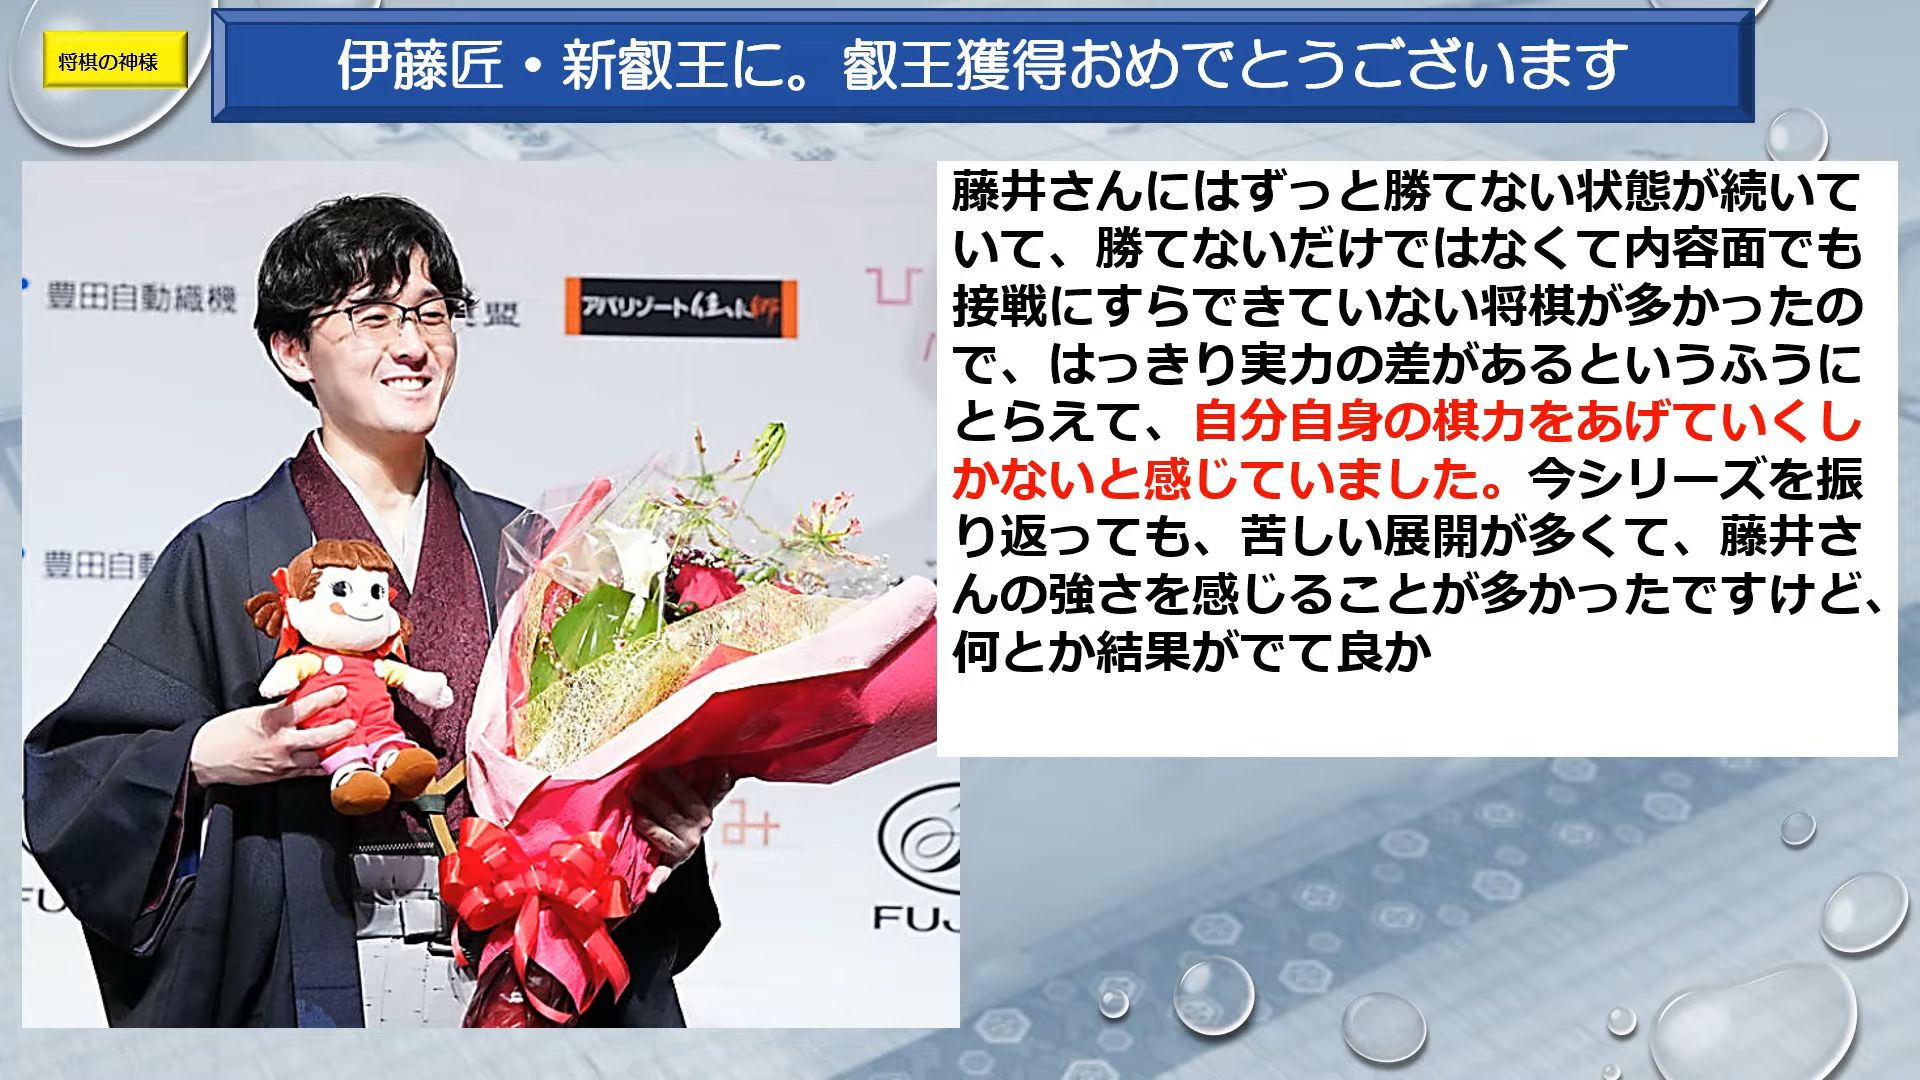 将棋の神様
伊藤匠・新叡王に。叡王獲得おめでとうございます
藤井さんにはずっと勝てない状態が続いて
いて、勝てないだけではなくて内容面でも
接戦にすらできていない将棋が多かったの
で、はっきり実力の差があるというふうに
とらえて、自分自身の棋力をあげていくし
かないと感じていました。今シリーズを振
り返っても、苦しい展開が多くて、藤井さ
んの強さを感じることが多かったですけど、
何とか結果がでて良か
豊田自動織機
盟
アパリゾート佳水郷
豊田自動
み
FU
FUJ